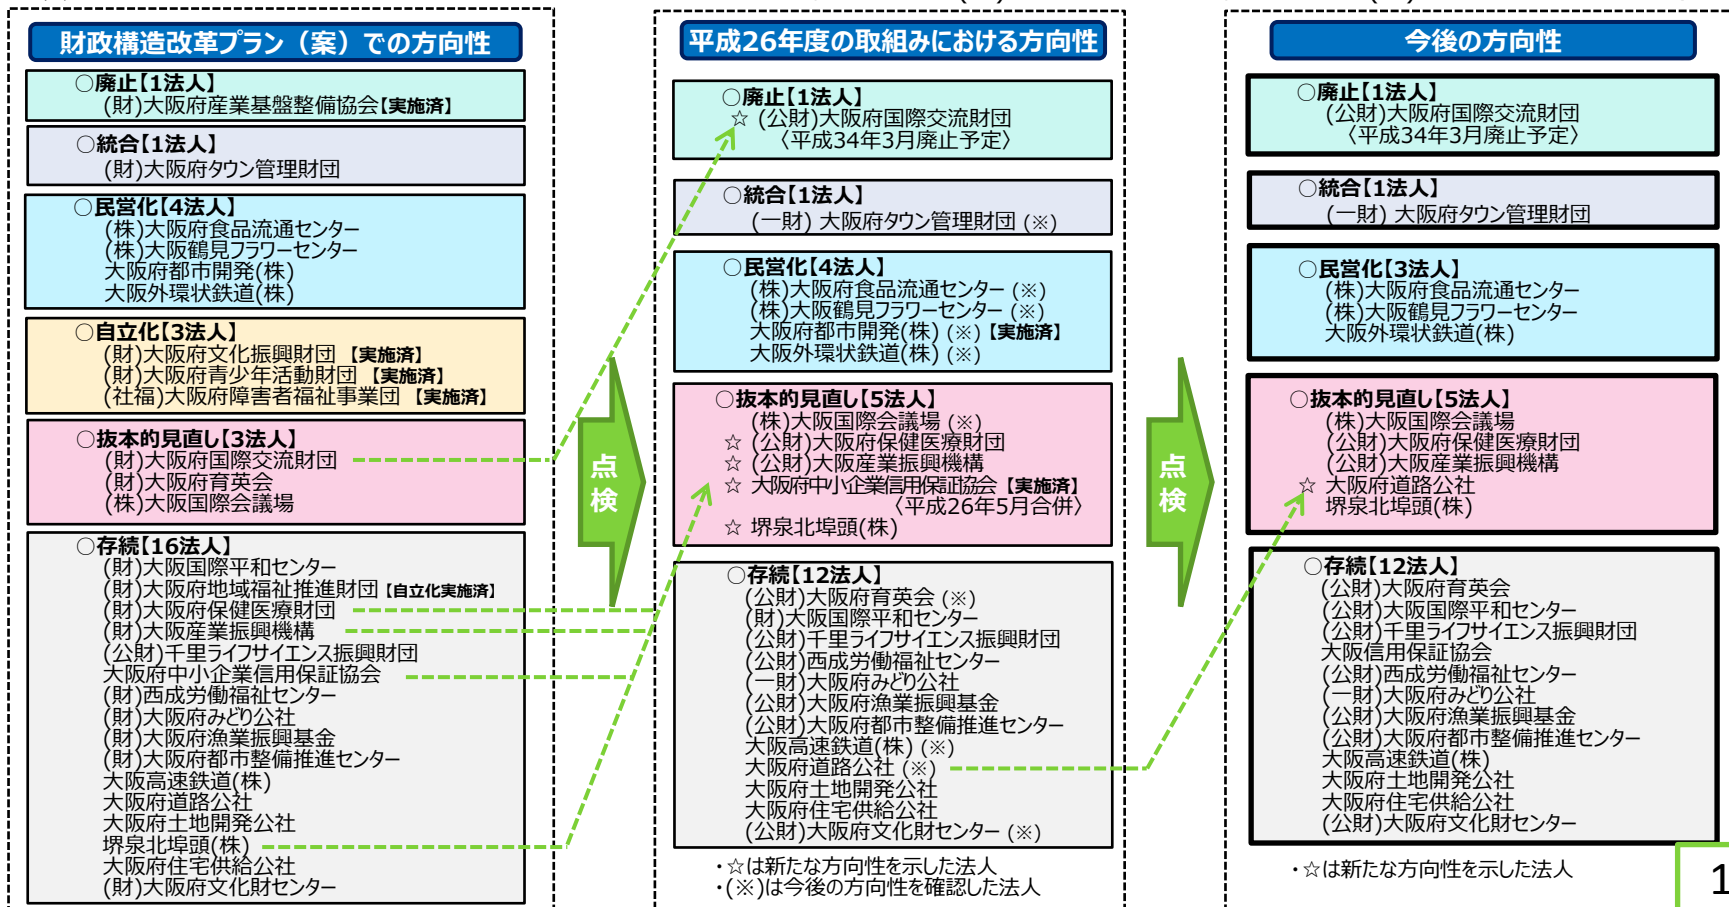 財政構造改革プラン（案）での方向性
○廃止【1法人】
(財)大阪府産業基盤整備協会【実施済】
○統合【1法人】
(財)大阪府タウン管理財団
○民営化【4法人】
(株)大阪府食品流通センター
(株)大阪鶴見フラワーセンター
大阪府都市開発(株)
大阪外環状鉄道(株)
○自立化【3法人】
(財)大阪府文化振興財団 【実施済】
(財)大阪府青少年活動財団 【実施済】
(社福)大阪府障害者福祉事業団 【実施済】
○抜本的見直し【3法人】
(財)大阪府国際交流財団
(財)大阪府育英会
(株)大阪国際会議場
○存続【16法人】
(財)大阪国際平和センター
(財)大阪府地域福祉推進財団【自立化実施済】
(財)大阪府保健医療財団
(財)大阪産業振興機構
(公財)千里ライフサイエンス振興財団
大阪府中小企業信用保証協会
(財)西成労働福祉センター
(財)大阪府みどり公社
(財)大阪府漁業振興基金
(財)大阪府都市整備推進センター
大阪高速鉄道(株)
大阪府道路公社
大阪府土地開発公社
堺泉北埠頭(株)
大阪府住宅供給公社
(財)大阪府文化財センター
点
検
平成26年度の取組みにおける方向性
○廃止【1法人】
☆ (公財)大阪府国際交流財団
〈平成34年3月廃止予定〉
○統合【1法人】
(一財) 大阪府タウン管理財団 (※)
○民営化【4法人】
(株)大阪府食品流通センター (※)
(株)大阪鶴見フラワーセンター (※)
大阪府都市開発(株) (※)【実施済】
大阪外環状鉄道(株) (※)
○抜本的見直し【5法人】
(株)大阪国際会議場 (※)
☆ (公財)大阪府保健医療財団
☆ (公財)大阪産業振興機構
☆ 大阪府中小企業信用保証協会【実施済】
〈平成26年5月合併〉
☆ 堺泉北埠頭(株)
○存続【12法人】
(公財)大阪府育英会 (※)
(財)大阪国際平和センター
(公財)千里ライフサイエンス振興財団
(公財)西成労働福祉センター
(一財)大阪府みどり公社
(公財)大阪府漁業振興基金
(公財)大阪府都市整備推進センター
大阪高速鉄道(株) (※)
大阪府道路公社 (※)
大阪府土地開発公社
大阪府住宅供給公社
(公財)大阪府文化財センター (※)
・☆は新たな方向性を示した法人
・(※)は今後の方向性を確認した法人
点
検
今後の方向性
○廃止【1法人】
(公財)大阪府国際交流財団
〈平成34年3月廃止予定〉
○統合【1法人】
(一財) 大阪府タウン管理財団
○民営化【3法人】
(株)大阪府食品流通センター
(株)大阪鶴見フラワーセンター
大阪外環状鉄道(株)
○抜本的見直し【5法人】
(株)大阪国際会議場
(公財)大阪府保健医療財団
(公財)大阪産業振興機構
☆ 大阪府道路公社
堺泉北埠頭(株)
○存続【12法人】
(公財)大阪府育英会
(公財)大阪国際平和センター
(公財)千里ライフサイエンス振興財団
大阪信用保証協会
(公財)西成労働福祉センター
(一財)大阪府みどり公社
(公財)大阪府漁業振興基金
(公財)大阪府都市整備推進センター
大阪高速鉄道(株)
大阪府土地開発公社
大阪府住宅供給公社
(公財)大阪府文化財センター
・☆は新たな方向性を示した法人
1